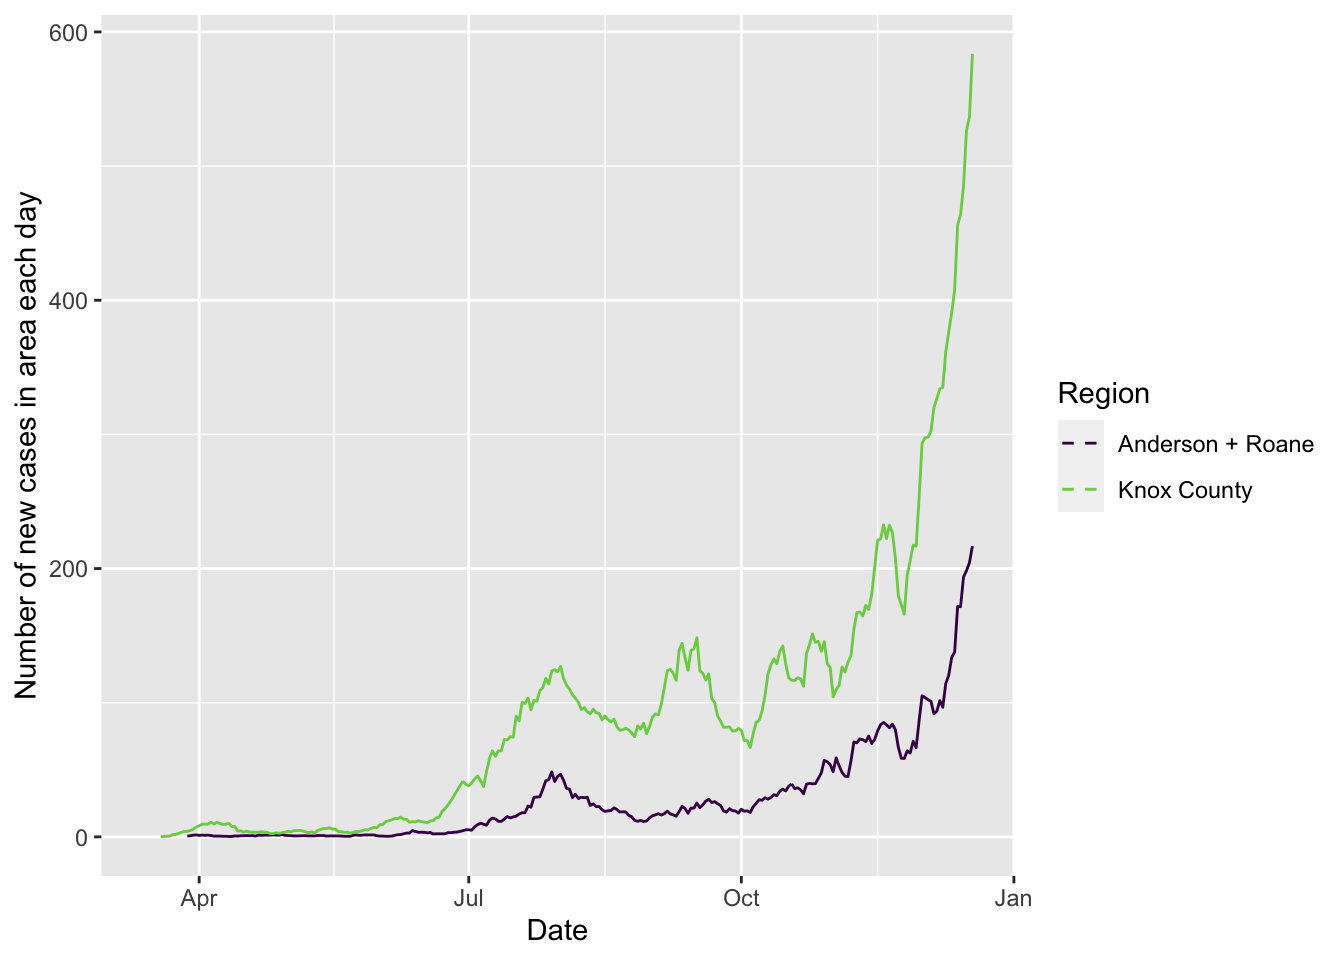 600
400
200
0
Number of new cases in area each day
Apr
Jul
Oct
Jan
Date
Region
Anderson + Roane
Knox County